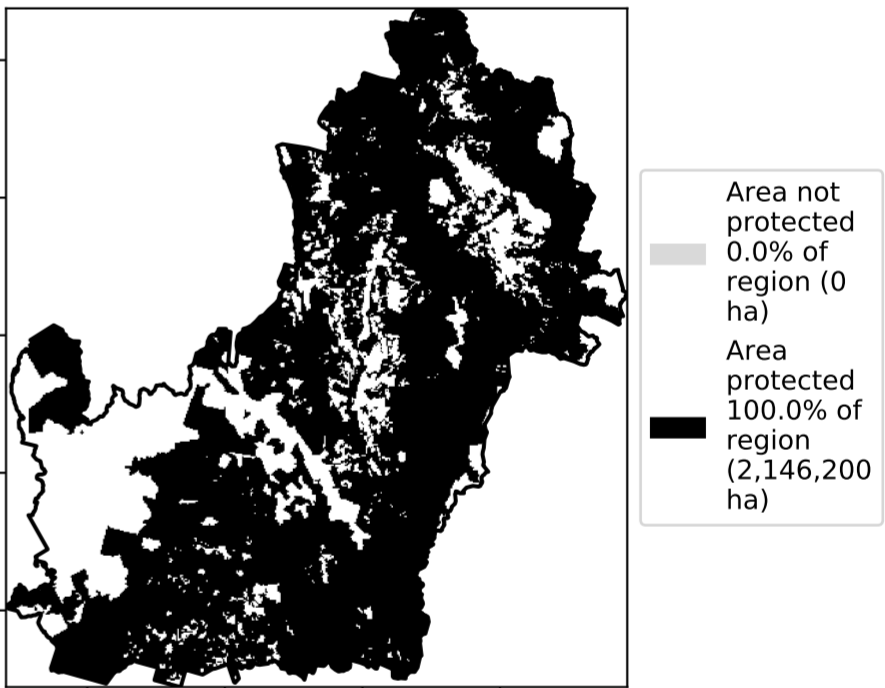 Area not
protected
0.0% of
region (0
ha)
Area
protected
100.0% of
region
(2,146,200
ha)